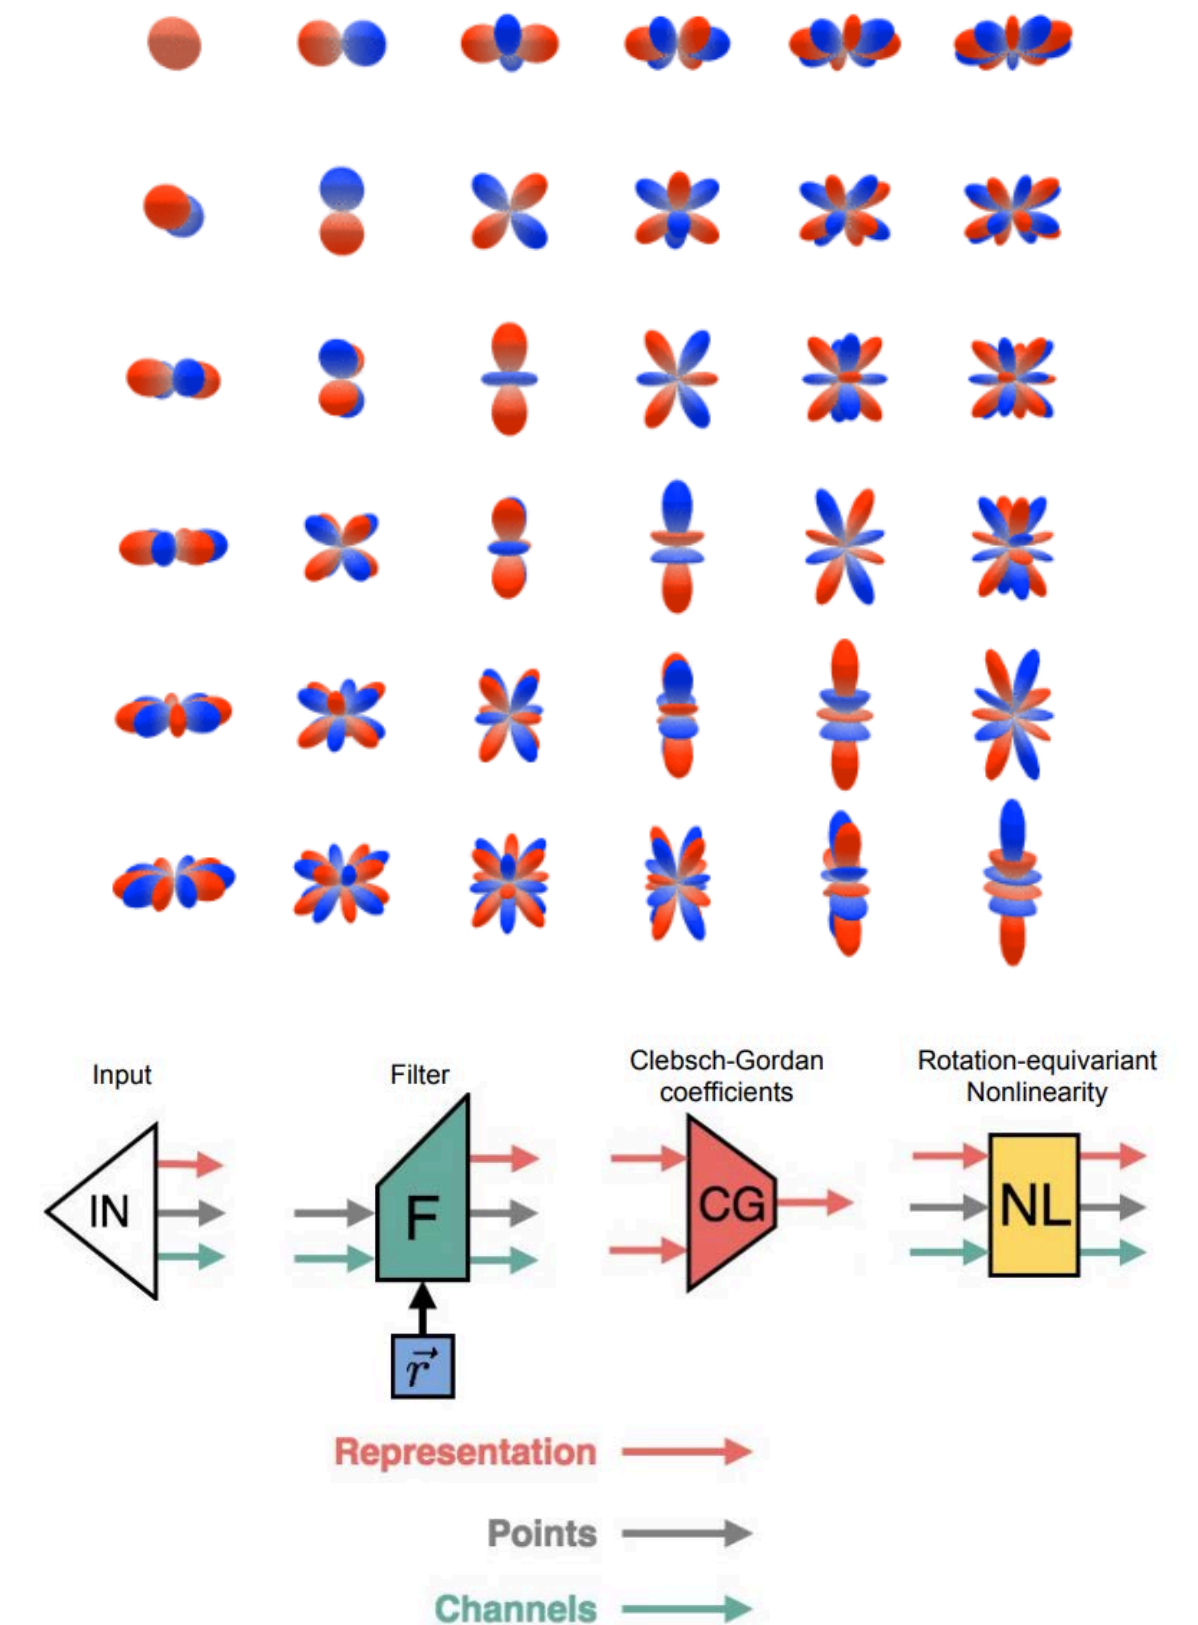 Input
Filter
Clebsch-Gordan
coefficients
Rotation-equivariant
Nonlinearity
IN
F
CG
NL
r⃗
Representation
Points
Channels